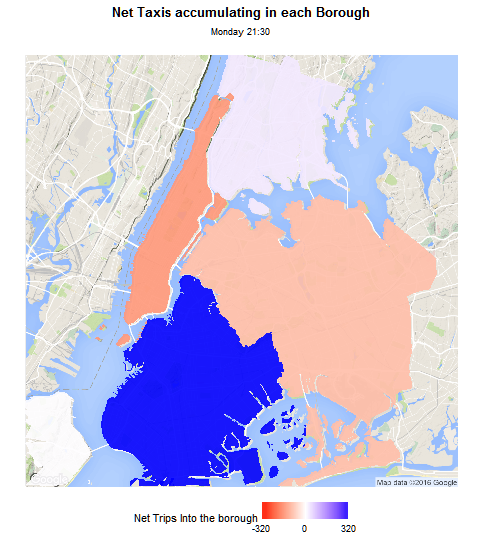 Net Taxis accumulating in each Borough
Monday 21:30
Map data ©2016 Google
Net Trips Into the borough
-320 0 320